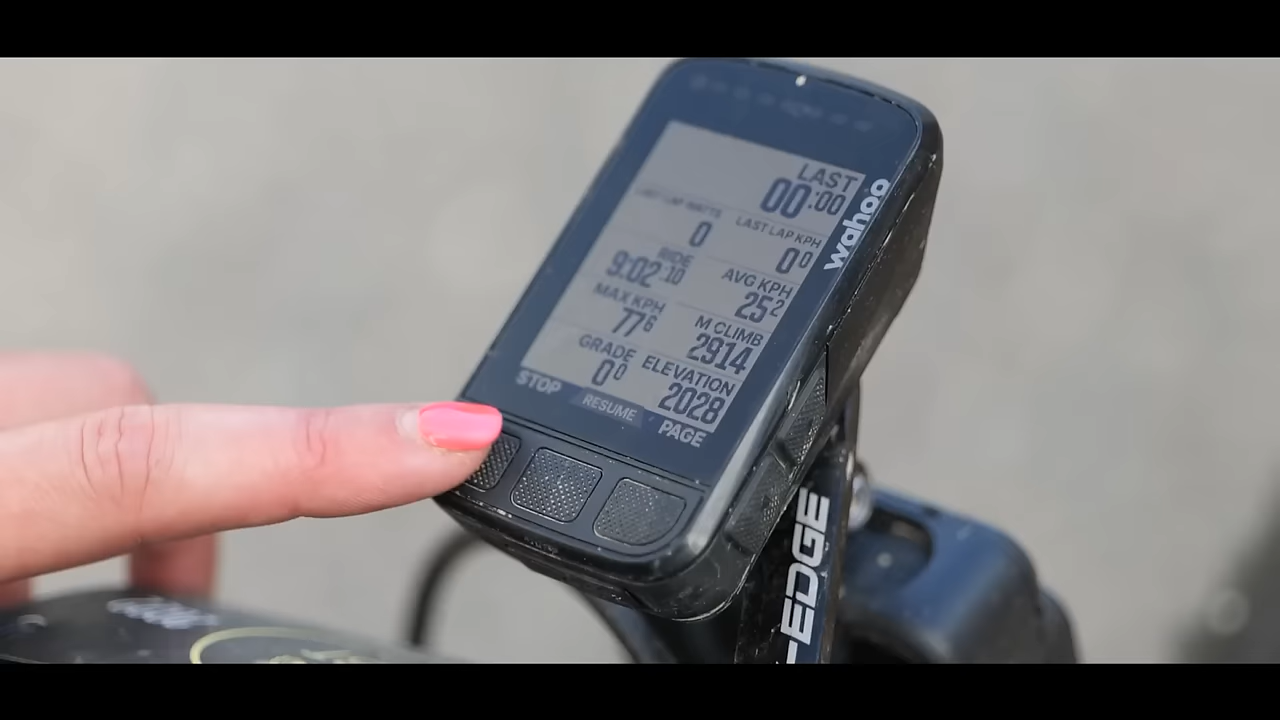 LAST
00:00
LAST LAP WATTS
0
LAST LAP KPH
0⁰
RIDE
9:02:10
AVG KPH
25²
MAX KPH
77⁶
M CLIMB
2914
GRADE
0⁰
ELEVATION
2028
STOP
RESUME
PAGE
wahoo
-EDGE